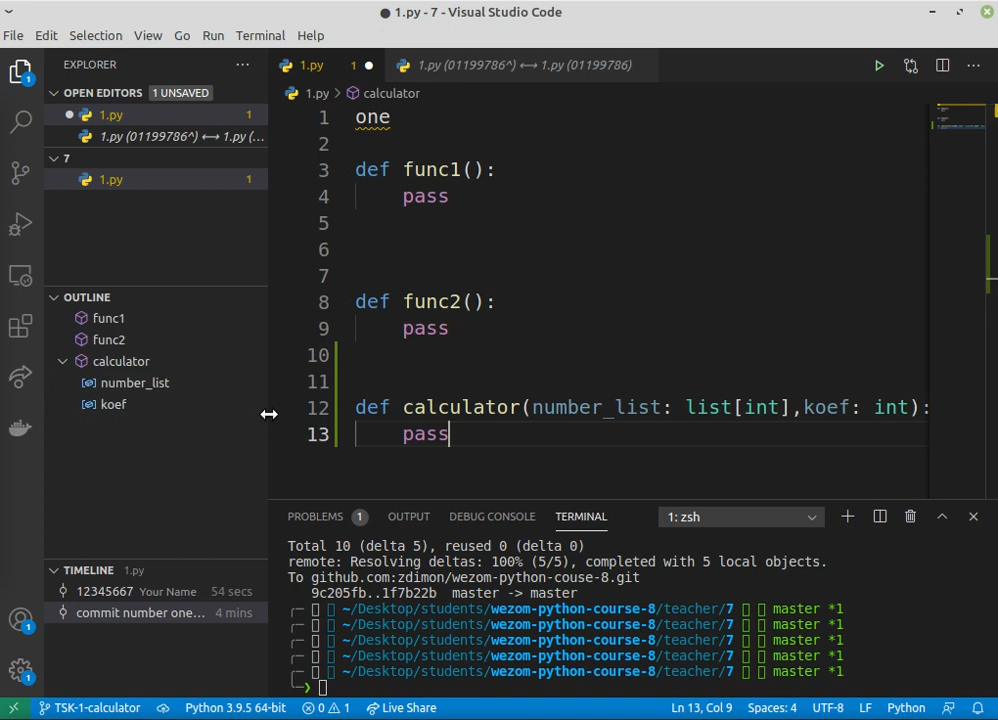 1.py - 7 - Visual Studio Code
File Edit Selection View Go Run Terminal Help
EXPLORER
OPEN EDITORS 1 UNSAVED
1.py 1
1.py (01199786^) ⟷ 1.py (...
7
1.py 1
OUTLINE
func1
func2
calculator
number_list
koef
TIMELINE 1.py
12345667 Your Name 54 secs
commit number one... 4 mins
1.py 1
1.py (01199786^) ⟷ 1.py (01199786)
1.py > calculator
1 one
2
3 def func1():
4 pass
5
6
7
8 def func2():
9 pass
10
11
12 def calculator(number_list: list[int],koef: int):
13 pass
PROBLEMS 1 OUTPUT DEBUG CONSOLE TERMINAL 1: zsh
Total 10 (delta 5), reused 0 (delta 0)
remote: Resolving deltas: 100% (5/5), completed with 5 local objects.
To github.com:zdimon/wezom-python-couse-8.git
9c205fb..1f7b22b master -> master
~/Desktop/students/wezom-python-course-8/teacher/7 master *1
~/Desktop/students/wezom-python-course-8/teacher/7 master *1
~/Desktop/students/wezom-python-course-8/teacher/7 master *1
~/Desktop/students/wezom-python-course-8/teacher/7 master *1
~/Desktop/students/wezom-python-course-8/teacher/7 master *1
1
1
1
TSK-1-calculator Python 3.9.5 64-bit 0 1 Live Share Ln 13, Col 9 Spaces: 4 UTF-8 LF Python